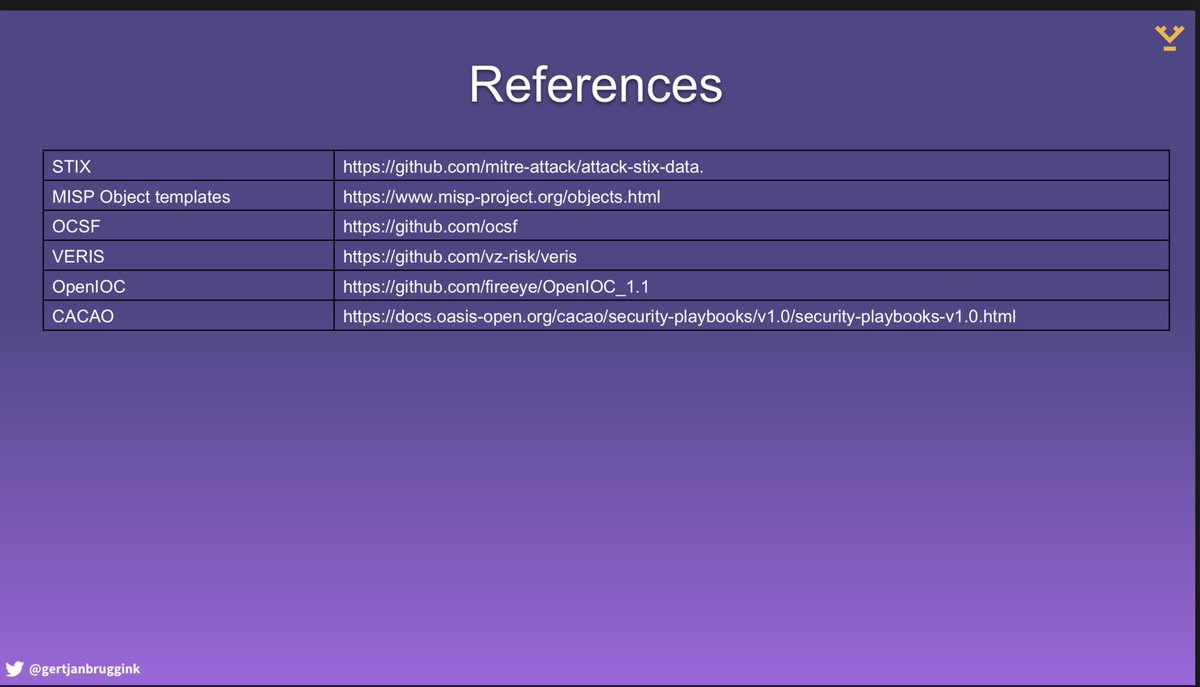 References
STIX https://github.com/mitre-attack/attack-stix-data.
MISP Object templates https://www.misp-project.org/objects.html
OCSF https://github.com/ocsf
VERIS https://github.com/vz-risk/veris
OpenIOC https://github.com/fireeye/OpenIOC_1.1
CACAO https://docs.oasis-open.org/cacao/security-playbooks/v1.0/security-playbooks-v1.0.html
@gertjanbruggink